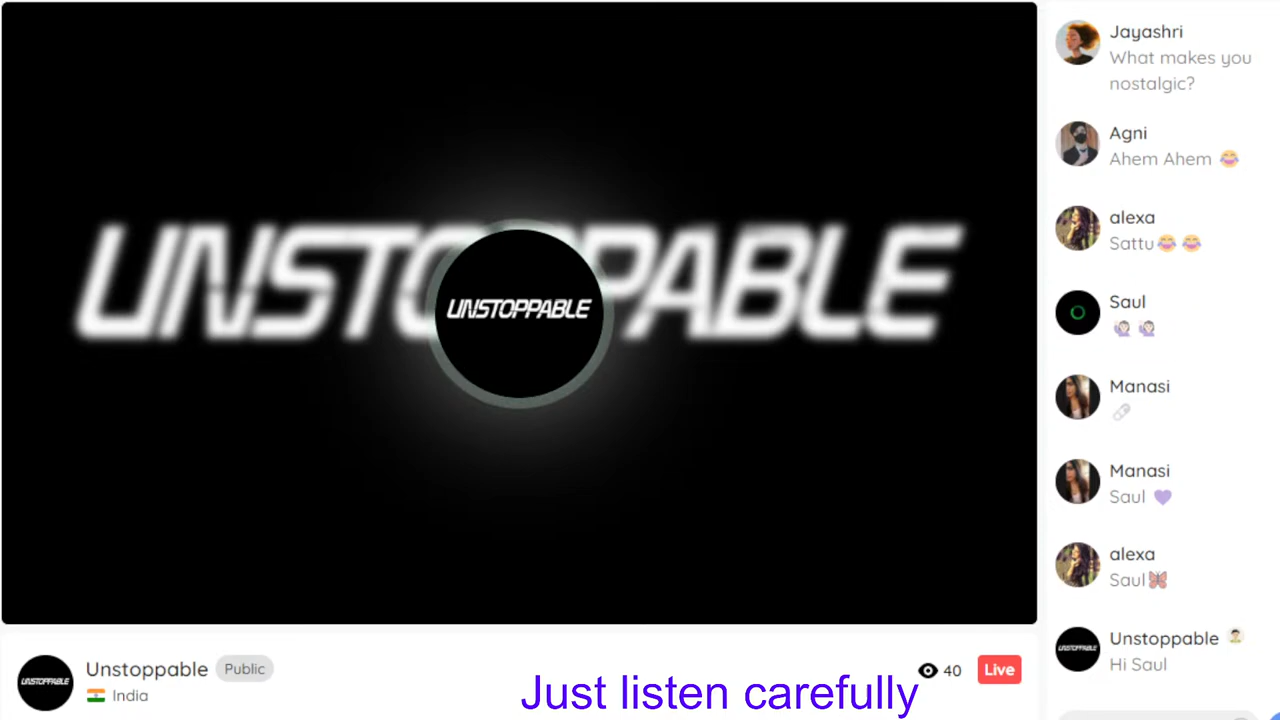 UNSTOPPABLE
UNSTOPPABLE
UNSTOPPABLE
Unstoppable Public
India
40
Live
Just listen carefully
Jayashri
What makes you
nostalgic?
Agni
Ahem Ahem 😂
alexa
Sattu😂 😂
Saul
🙋🏻‍♀️ 🙋🏻‍♀️
Manasi
Manasi
Saul 💜
alexa
Saul🦋
UNSTOPPABLE
Unstoppable
Hi Saul